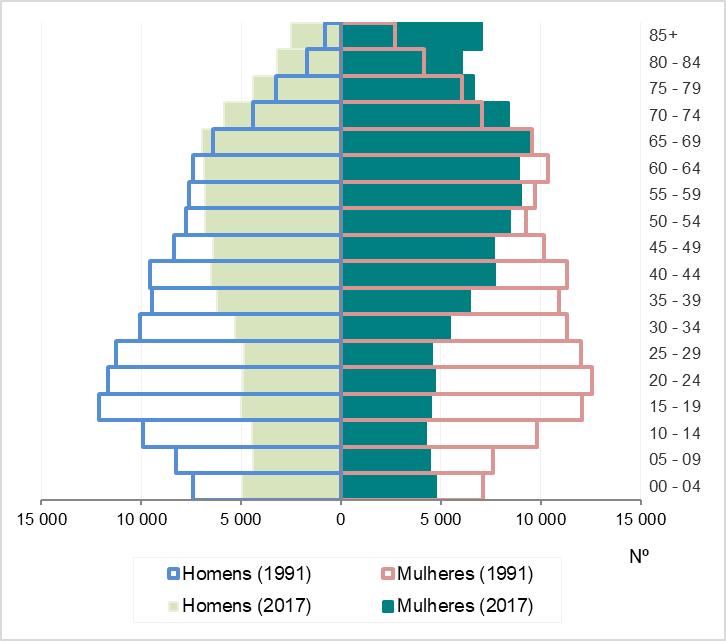 85+
80 - 84
75 - 79
70 - 74
65 - 69
60 - 64
55 - 59
50 - 54
45 - 49
40 - 44
35 - 39
30 - 34
25 - 29
20 - 24
15 - 19
10 - 14
05 - 09
00 - 04
15 000 10 000 5 000 0 5 000 10 000 15 000
Nº
Homens (1991) Mulheres (1991)
Homens (2017) Mulheres (2017)